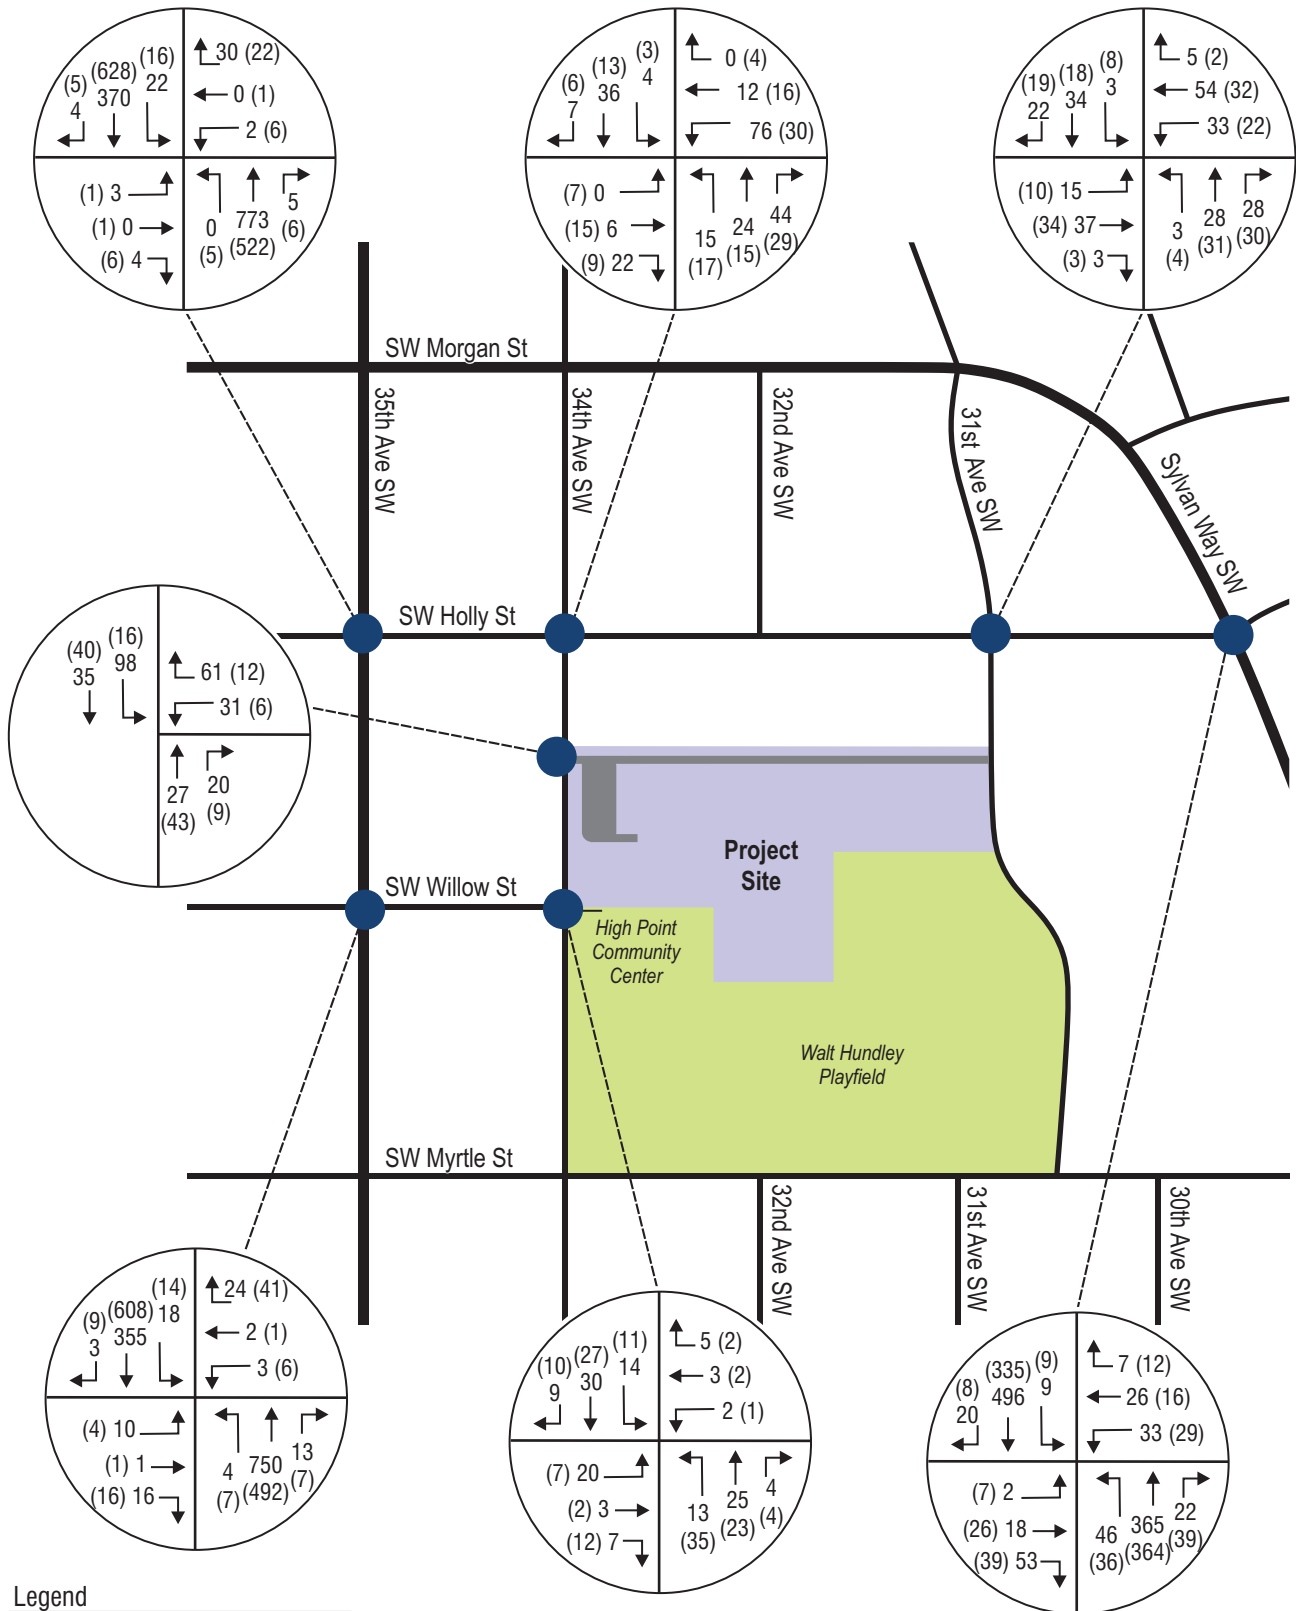 (5) (628) (16)
4 370 22
30 (22)
0 (1)
2 (6)
(1) 3
(1) 0
(6) 4
0 773 5
(5) (522) (6)
(6) (13) (3)
7 36 4
0 (4)
12 (16)
76 (30)
(7) 0
(15) 6
(9) 22
15 24 44
(17) (15) (29)
(19) (18) (8)
22 34 3
5 (2)
54 (32)
33 (22)
(10) 15
(34) 37
(3) 3
3 28 28
(4) (31) (30)
SW Morgan St
35th Ave SW
34th Ave SW
32nd Ave SW
31st Ave SW
Sylvan Way SW
SW Holly St
(40) (16)
35 98
61 (12)
31 (6)
27 20
(43) (9)
Project
Site
SW Willow St
High Point
Community
Center
Walt Hundley
Playfield
SW Myrtle St
32nd Ave SW
31st Ave SW
30th Ave SW
(9) (608) (14)
3 355 18
24 (41)
2 (1)
3 (6)
(4) 10
(1) 1
(16) 16
4 750 13
(7) (492) (7)
(10) (27) (11)
9 30 14
5 (2)
3 (2)
2 (1)
(7) 20
(2) 3
(12) 7
13 25 4
(35) (23) (4)
(8) (335) (9)
20 496 9
7 (12)
26 (16)
33 (29)
(7) 2
(26) 18
(39) 53
46 365 22
(36) (364) (39)
Legend